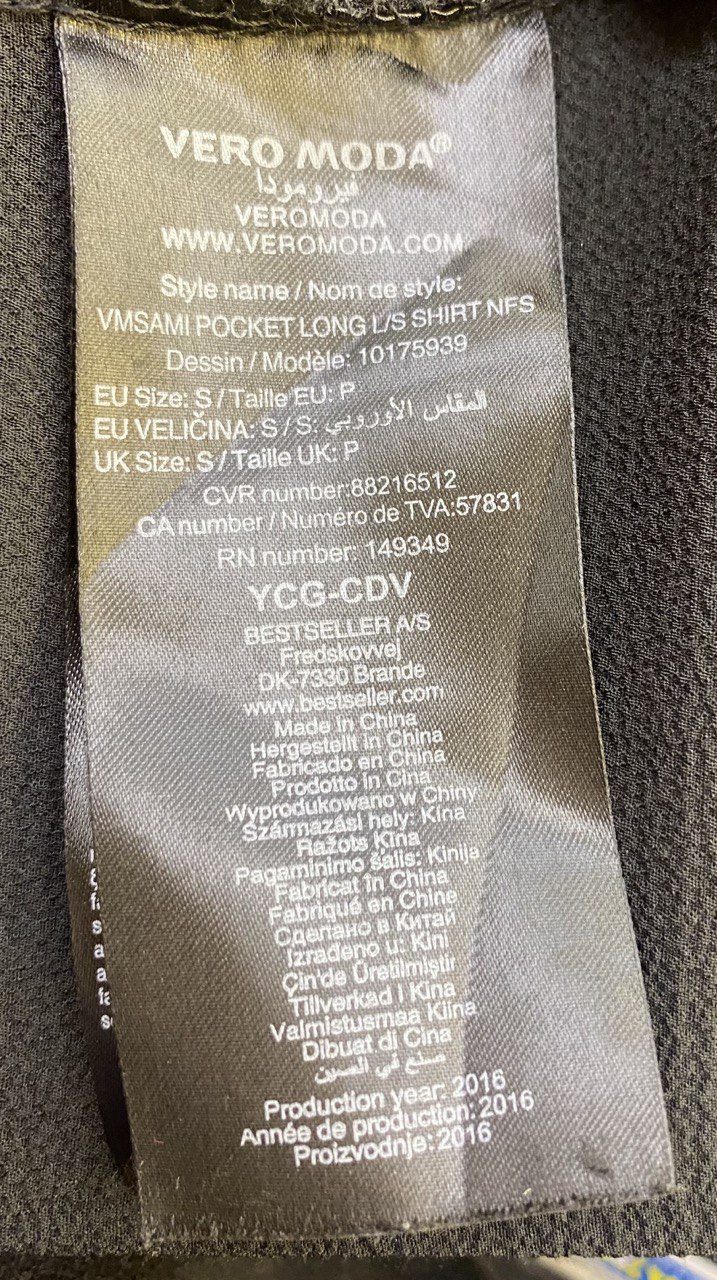 VERO MODA®
فيرومودا
VEROMODA
WWW.VEROMODA.COM
Style name / Nom de style:
VMSAMI POCKET LONG L/S SHIRT NFS
Dessin / Modèle: 10175939
EU Size: S / Taille EU: P
EU VELIČINA: S / S: المقاس الأوروبي
UK Size: S / Taille UK: P
CVR number:88216512
CA number / Numéro de TVA:57831
RN number: 149349
YCG-CDV
BESTSELLER A/S
Fredskovvej
DK-7330 Brande
www.bestseller.com
Made in China
Hergestellt in China
Fabricado en China
Prodotto in Cina
Wyprodukowano w Chiny
Származási hely: Kína
Ražots Ķīna
Pagaminimo šalis: Kinija
Fabricat în China
Fabriqué en Chine
Сделано в Китай
Izrađeno u: Kini
Çin'de Üretilmiştir
Tillverkad I Kina
Valmistusmaa Kiina
Dibuat di Cina
صنع في الصين
Production year: 2016
Année de production: 2016
Proizvodnje: 2016